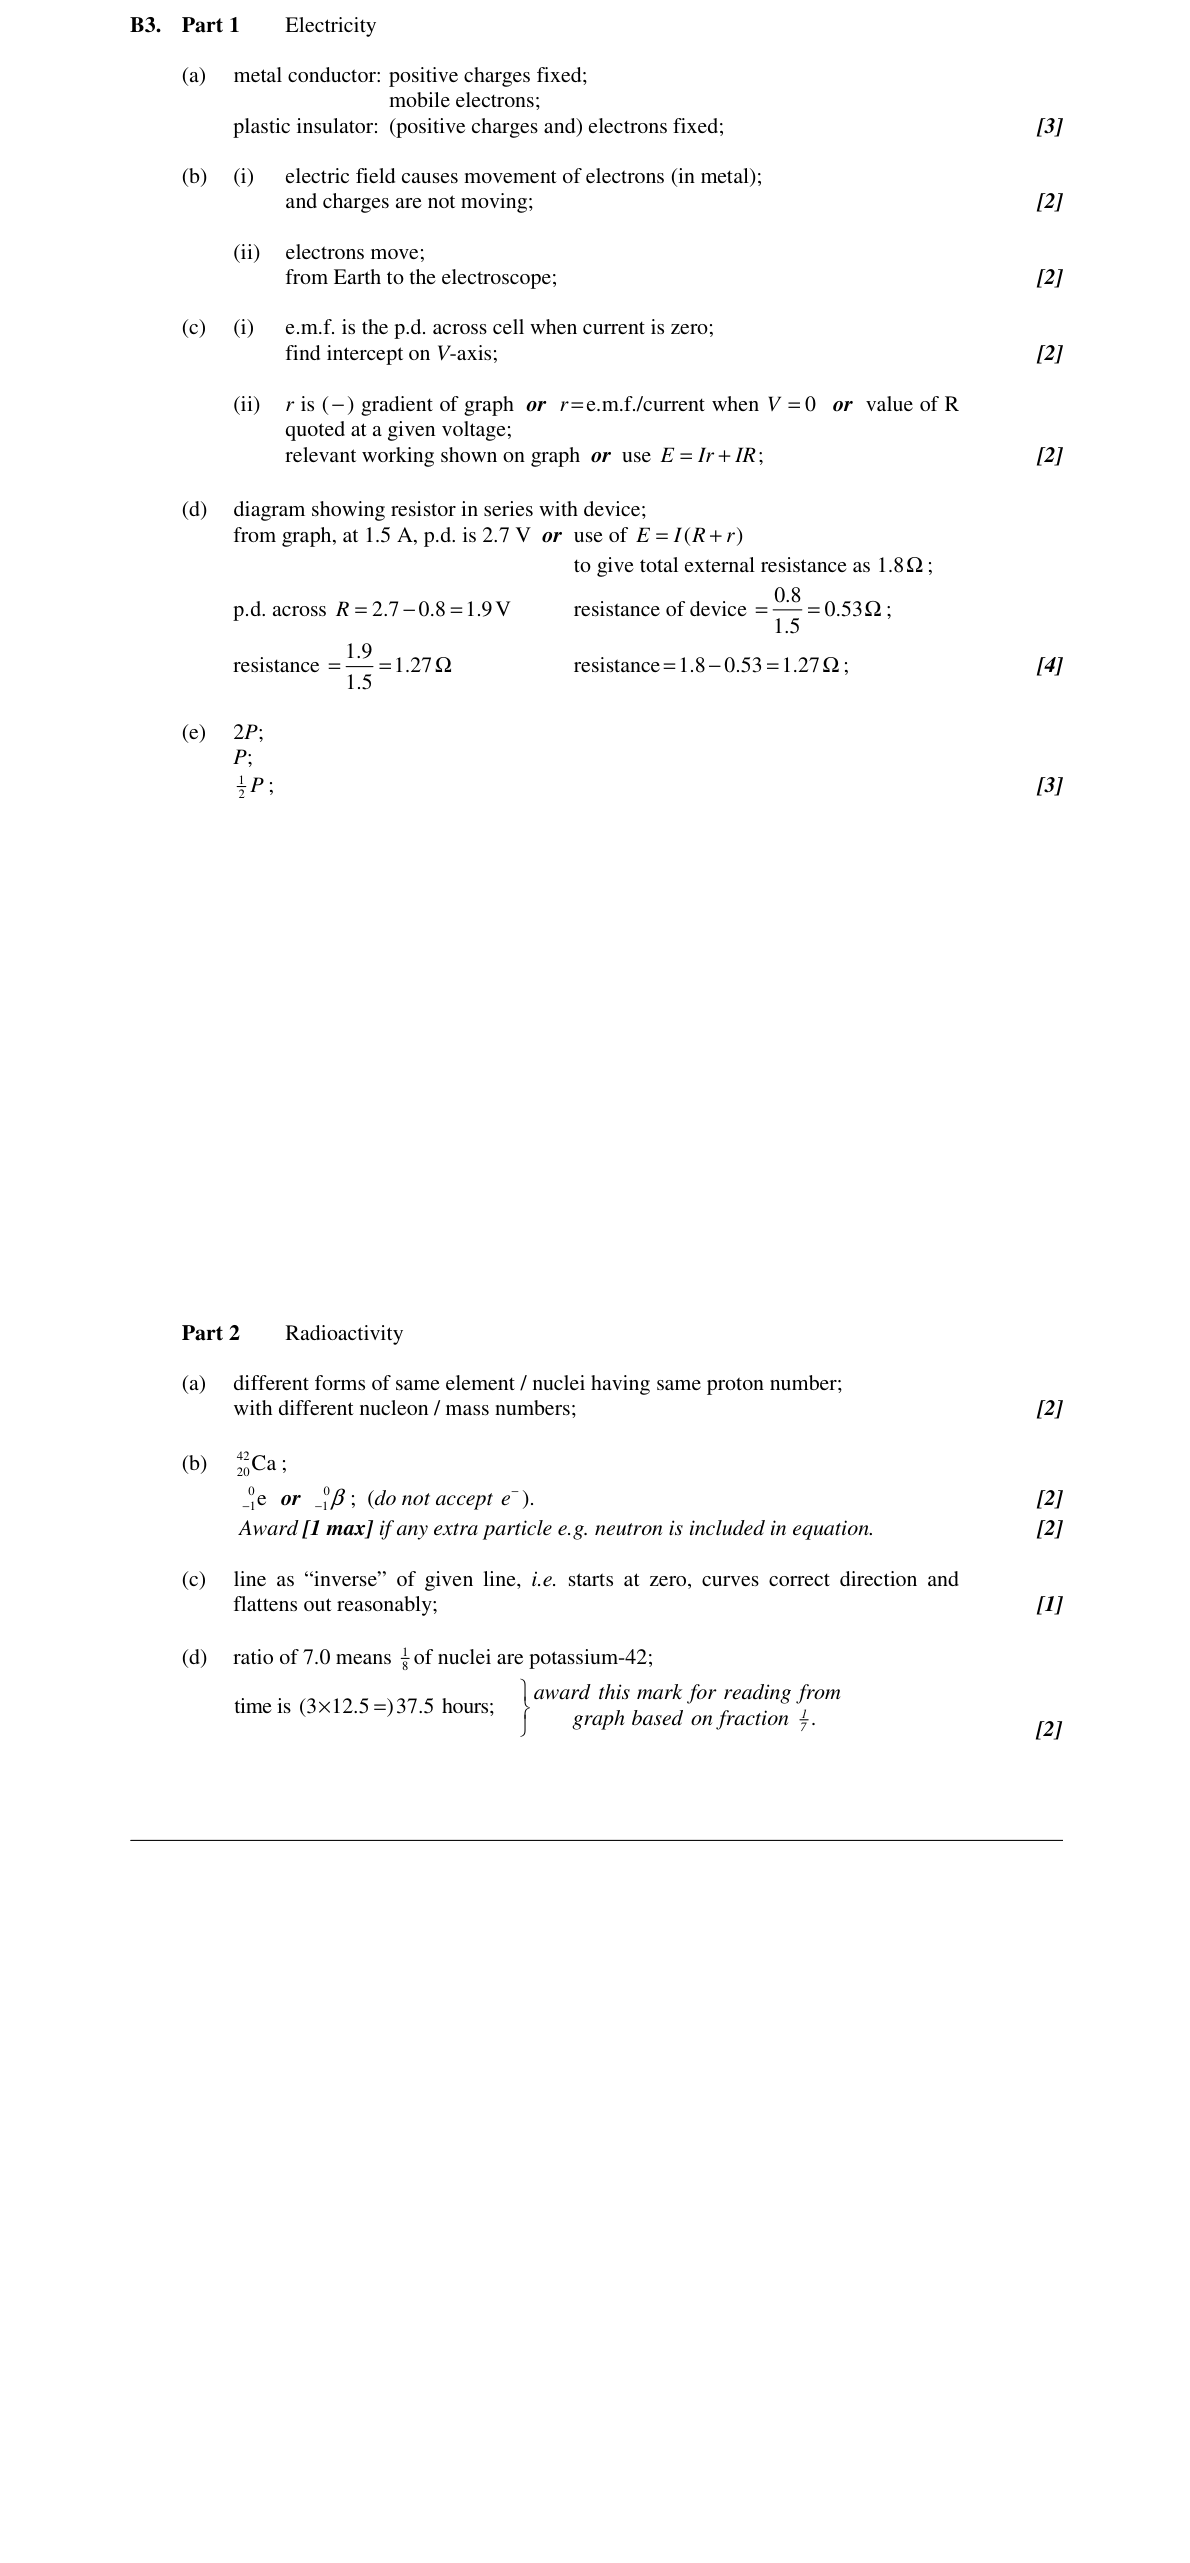 B3. Part 1 Electricity
(a) metal conductor: positive charges fixed;
mobile electrons;
plastic insulator: (positive charges and) electrons fixed; [3]
(b) (i) electric field causes movement of electrons (in metal);
and charges are not moving; [2]
(ii) electrons move;
from Earth to the electroscope; [2]
(c) (i) e.m.f. is the p.d. across cell when current is zero;
find intercept on V-axis; [2]
(ii) r is (−) gradient of graph or r=e.m.f./current when V = 0 or value of R
quoted at a given voltage;
relevant working shown on graph or use E = Ir + IR; [2]
(d) diagram showing resistor in series with device;
from graph, at 1.5 A, p.d. is 2.7 V or use of E = I(R + r)
to give total external resistance as 1.8Ω;
p.d. across R = 2.7 − 0.8 = 1.9 V resistance of device = 0.8/1.5 = 0.53Ω;
resistance = 1.9/1.5 = 1.27 Ω resistance = 1.8 − 0.53 = 1.27Ω; [4]
(e) 2P;
P;
½P; [3]
Part 2 Radioactivity
(a) different forms of same element / nuclei having same proton number;
with different nucleon / mass numbers; [2]
(b) ⁴²₂₀Ca;
⁰₋₁e or ⁰₋₁β; (do not accept e⁻). [2]
Award [1 max] if any extra particle e.g. neutron is included in equation. [2]
(c) line as “inverse” of given line, i.e. starts at zero, curves correct direction and
flattens out reasonably; [1]
(d) ratio of 7.0 means ⅛ of nuclei are potassium-42;
time is (3×12.5 =) 37.5 hours; } award this mark for reading from
graph based on fraction 1/7. [2]